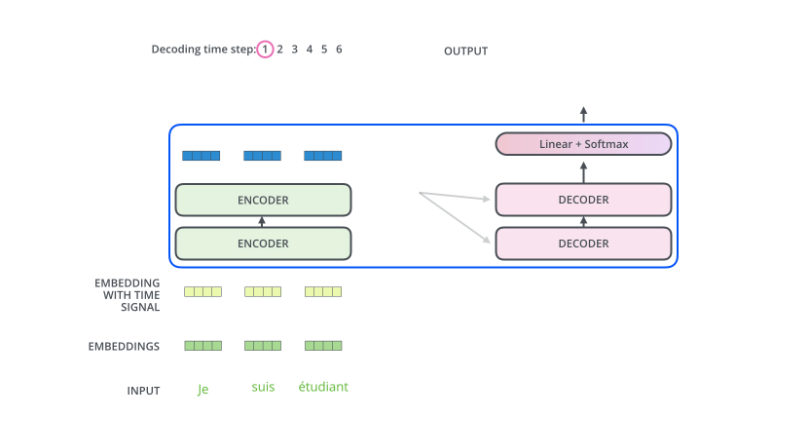 Decoding time step: 1 2 3 4 5 6
OUTPUT
Linear + Softmax
ENCODER
DECODER
ENCODER
DECODER
EMBEDDING
WITH TIME
SIGNAL
EMBEDDINGS
INPUT
Je suis étudiant